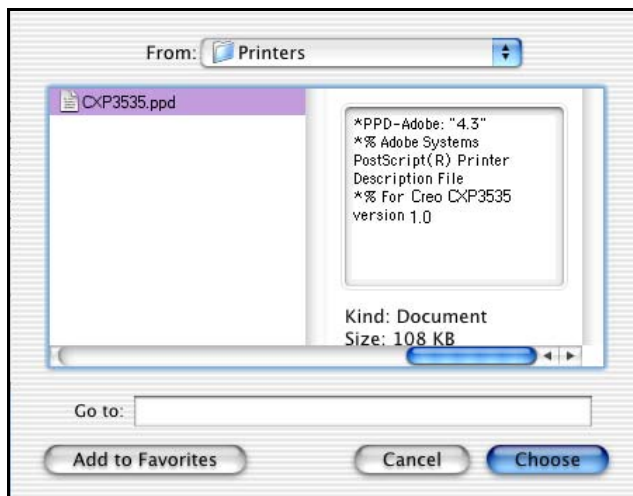 From: Printers
CXP3535.ppd
*PPD-Adobe: "4.3"
*% Adobe Systems
PostScript(R) Printer
Description File
*% For Creo CXP3535
version 1.0
Kind: Document
Size: 108 KB
Go to:
Add to Favorites Cancel Choose